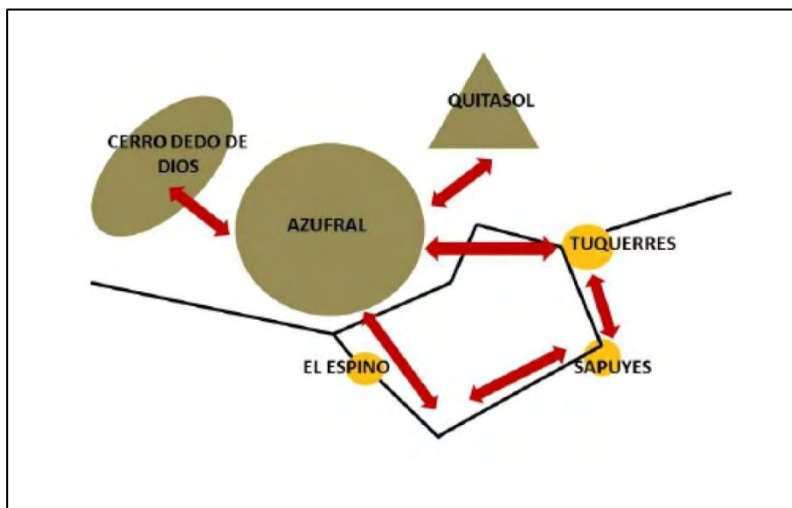 QUITASOL
CERRO DEDO DE
DIOS
AZUFRAL
TUQUERRES
EL ESPINO
SAPUYES